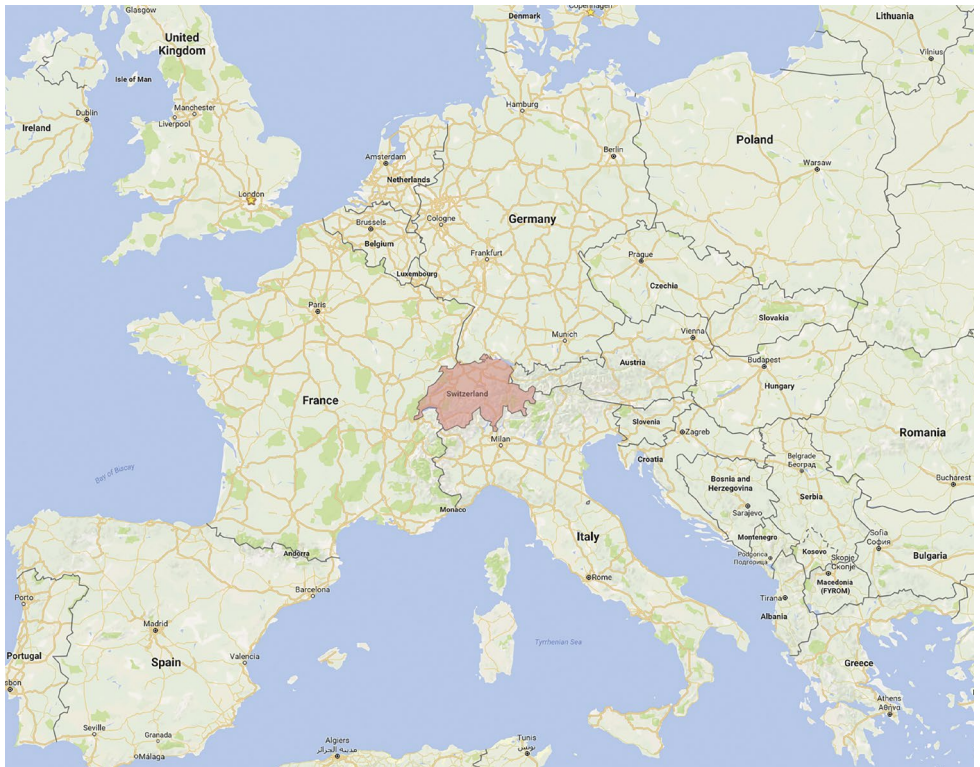 Glasgow
Denmark
Copenhagen
Lithuania
United
Kingdom
Vilnius
Isle of Man
Hamburg
Manchester
Dublin
Liverpool
Ireland
Poland
Berlin
Amsterdam
Warsaw
Netherlands
London
Cologne
Germany
Brussels
Belgium
Frankfurt
Prague
Luxembourg
Czechia
Paris
Slovakia
Vienna
Munich
Austria
Budapest
Hungary
Switzerland
France
Slovenia
Zagreb
Romania
Milan
Croatia
Belgrade
Београд
Bay of Biscay
Bucharest
Bosnia and
Herzegovina
Serbia
Monaco
Sarajevo
Italy
Sofia
София
Montenegro
Andorra
Kosovo
Podgorica
Подгорица
Skopje
Скопје
Bulgaria
Rome
Macedonia
(FYROM)
Barcelona
Porto
Tirana
Albania
Madrid
Tyrrhenian Sea
Portugal
Spain
Valencia
Greece
sbon
Athens
Αθήνα
Seville
Granada
Algiers
مدينة الجزائر
Tunis
تونس
Málaga